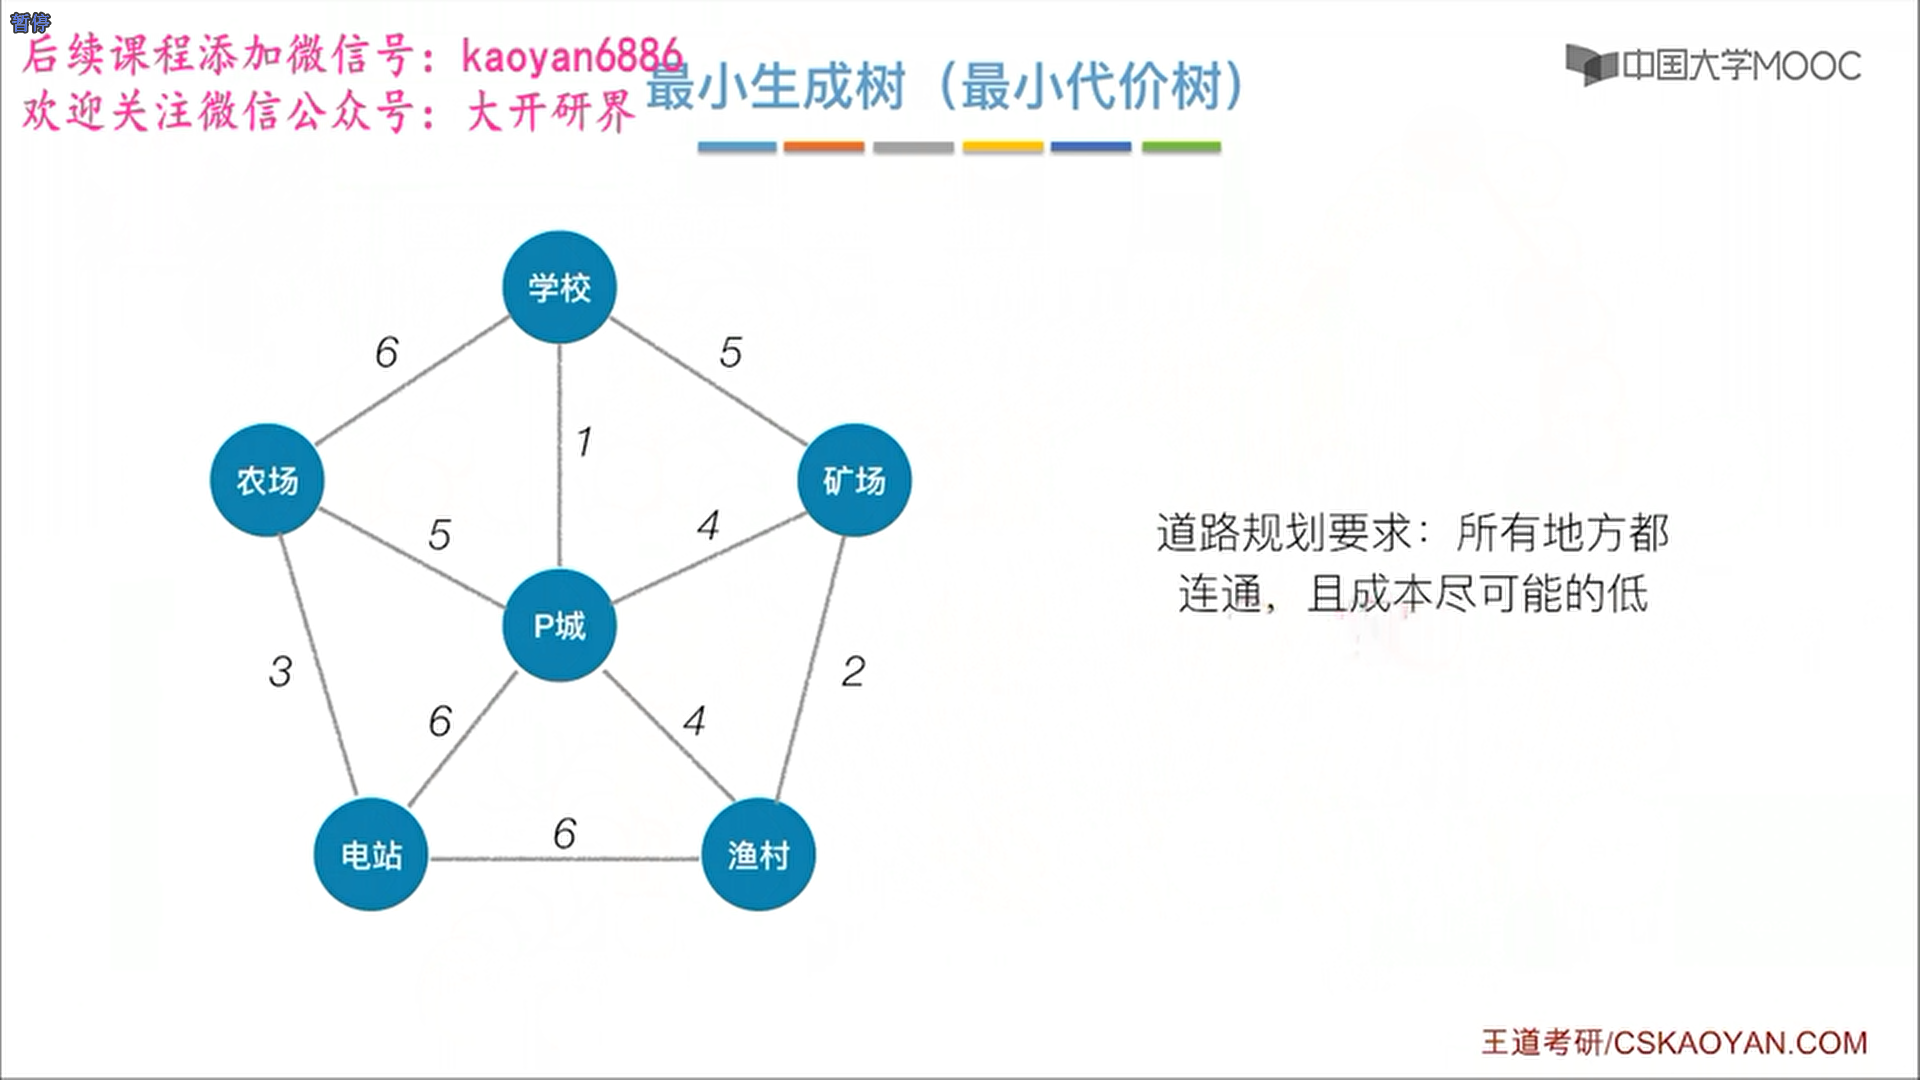 暂停
后续课程添加微信号：kaoyan6886
欢迎关注微信公众号：大开研界
最小生成树（最小代价树）
中国大学MOOC
学校
6
5
1
农场
矿场
5
4
道路规划要求：所有地方都
连通，且成本尽可能的低
P城
3
2
6
4
6
电站
渔村
王道考研/CSKAOYAN.COM